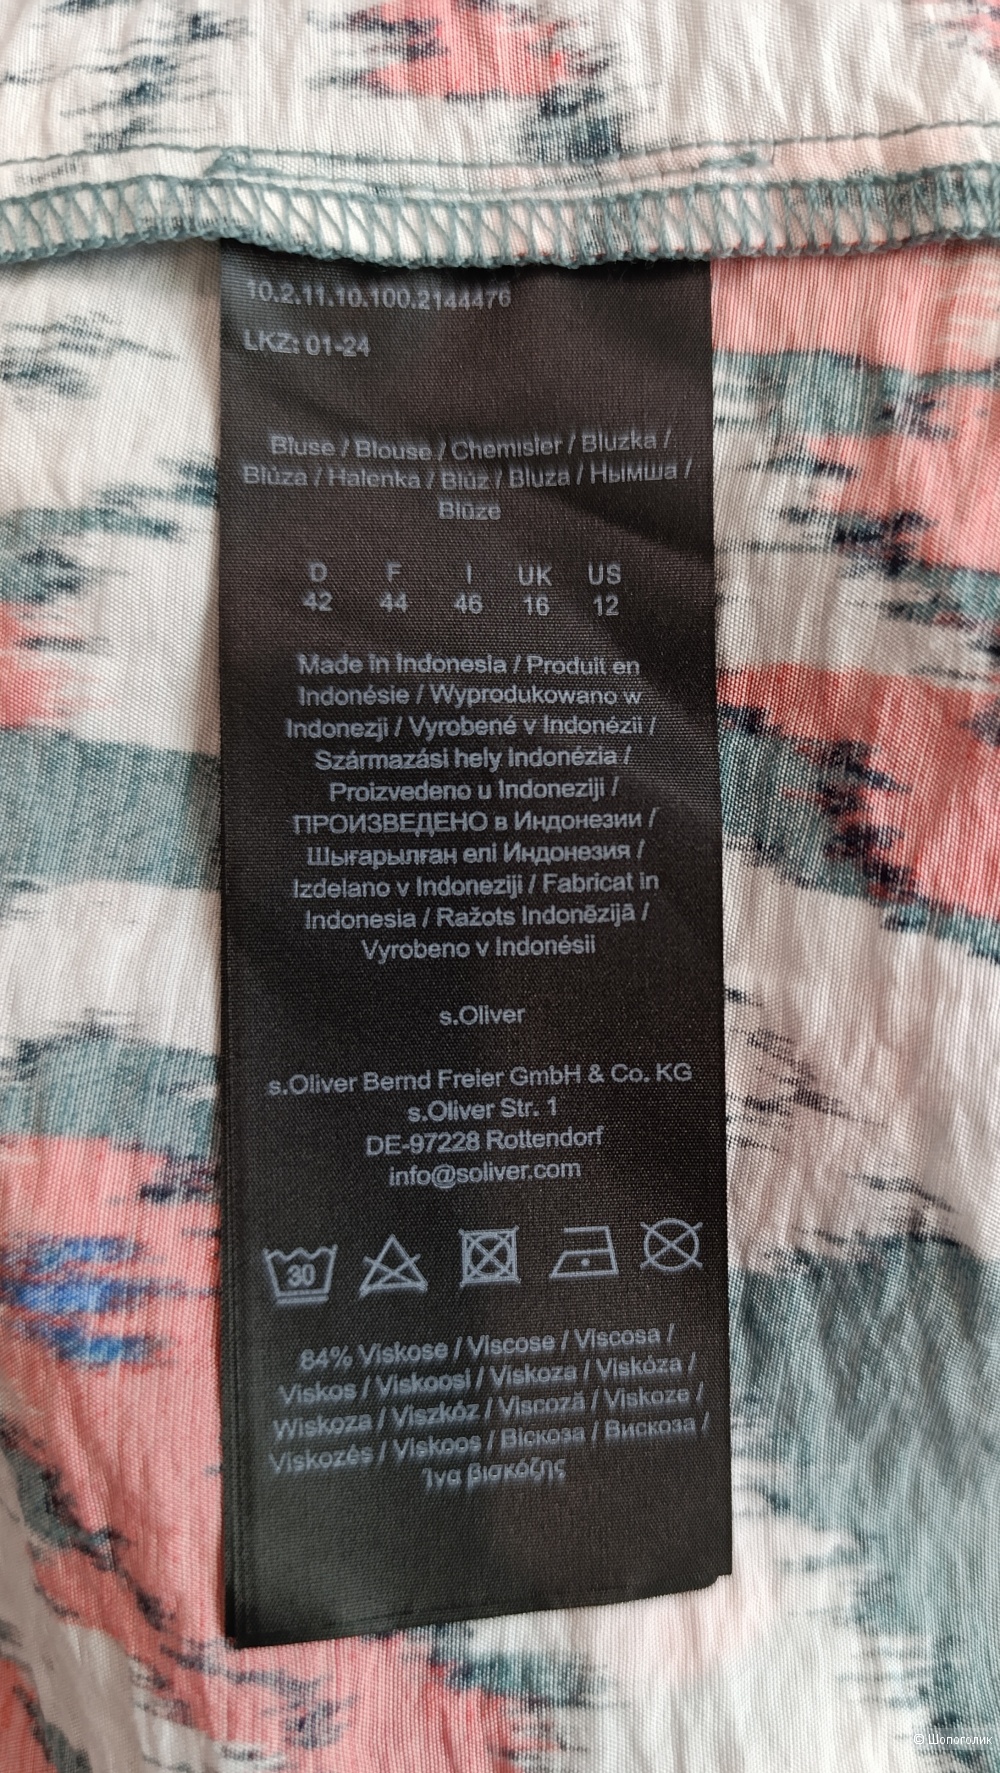 10.2.11.10.100.2144476
LKZ: 01-24
Bluse / Blouse / Chemisier / Bluzka /
Blůza / Halenka / Blúz / Bluza / Нымша /
Blūze
D F I UK US
42 44 46 16 12
Made in Indonesia / Produit en
Indonésie / Wyprodukowano w
Indonezji / Vyrobené v Indonézii /
Származási hely Indonézia /
Proizvedeno u Indoneziji /
ПРОИЗВЕДЕНО в Индонезии /
Шығарылған елі Индонезия /
Izdelano v Indoneziji / Fabricat in
Indonesia / Ražots Indonēzijā /
Vyrobeno v Indonésii
s.Oliver
s.Oliver Bernd Freier GmbH & Co. KG
s.Oliver Str. 1
DE-97228 Rottendorf
info@soliver.com
30
84% Viskose / Viscose / Viscosa /
Viskos / Viskoosi / Viskoza / Viskóza /
Wiskoza / Viszkóz / Viscoză / Viskoze /
Viskozės / Viskoos / Віскоза / Вискоза /
Ίνα βισκόζης
© Шопоголик